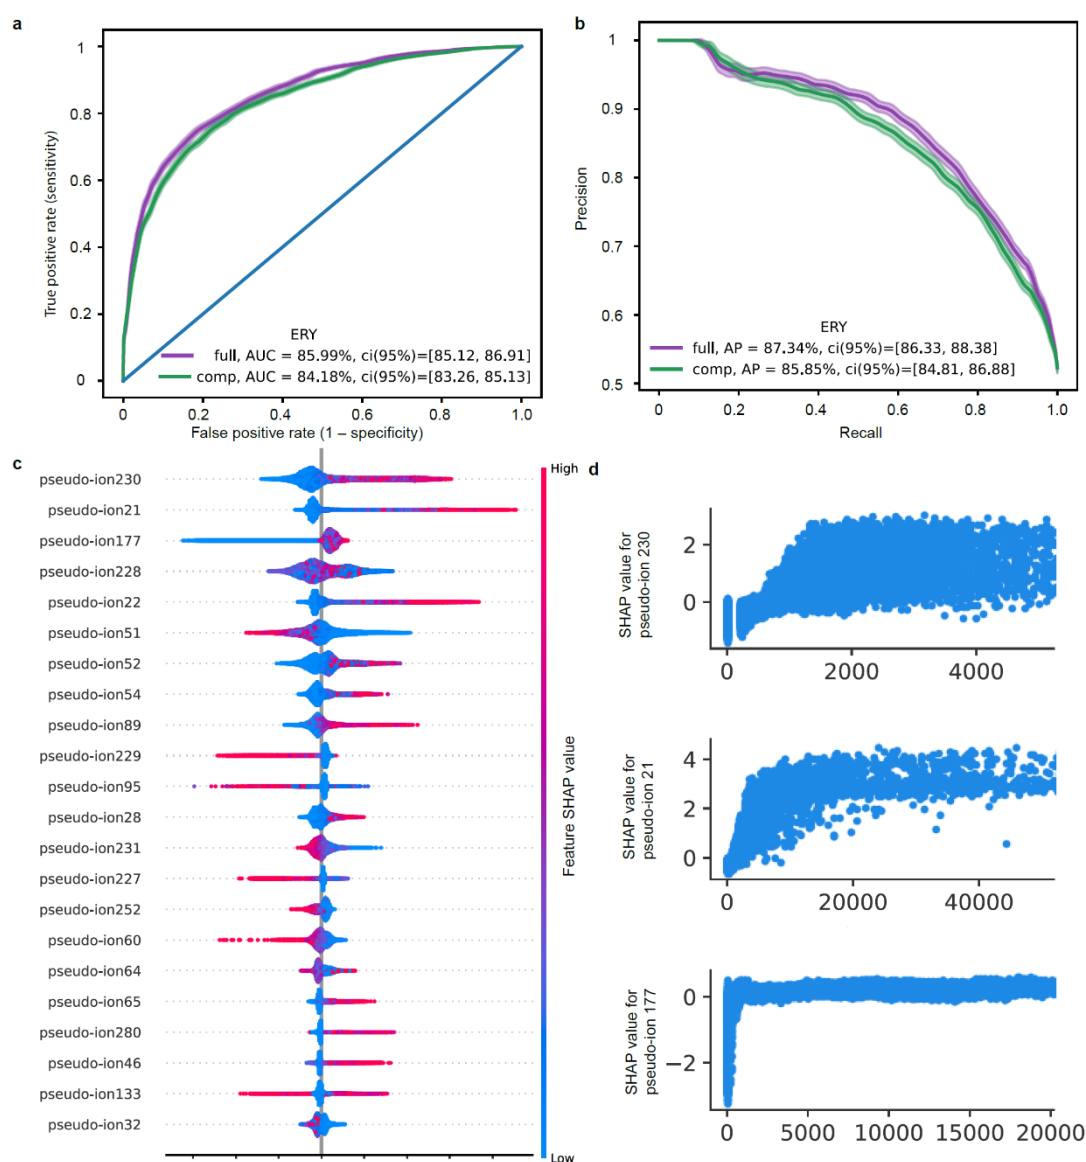 a
True positive rate (sensitivity)
1
0.8
0.6
0.4
0.2
0
ERY
full, AUC = 85.99%, ci(95%)=[85.12, 86.91]
comp, AUC = 84.18%, ci(95%)=[83.26, 85.13]
0 0.2 0.4 0.6 0.8 1.0
False positive rate (1 – specificity)
b
Precision
1
0.9
0.8
0.7
0.6
0.5
ERY
full, AP = 87.34%, ci(95%)=[86.33, 88.38]
comp, AP = 85.85%, ci(95%)=[84.81, 86.88]
0 0.2 0.4 0.6 0.8 1.0
Recall
c
pseudo-ion230
pseudo-ion21
pseudo-ion177
pseudo-ion228
pseudo-ion22
pseudo-ion51
pseudo-ion52
pseudo-ion54
pseudo-ion89
pseudo-ion229
pseudo-ion95
pseudo-ion28
pseudo-ion231
pseudo-ion227
pseudo-ion252
pseudo-ion60
pseudo-ion64
pseudo-ion65
pseudo-ion280
pseudo-ion46
pseudo-ion133
pseudo-ion32
High
Feature SHAP value
Low
d
SHAP value for
pseudo-ion 230
2
0
0 2000 4000
SHAP value for
pseudo-ion 21
4
2
0
0 20000 40000
SHAP value for
pseudo-ion 177
0
−2
0 5000 10000 15000 20000